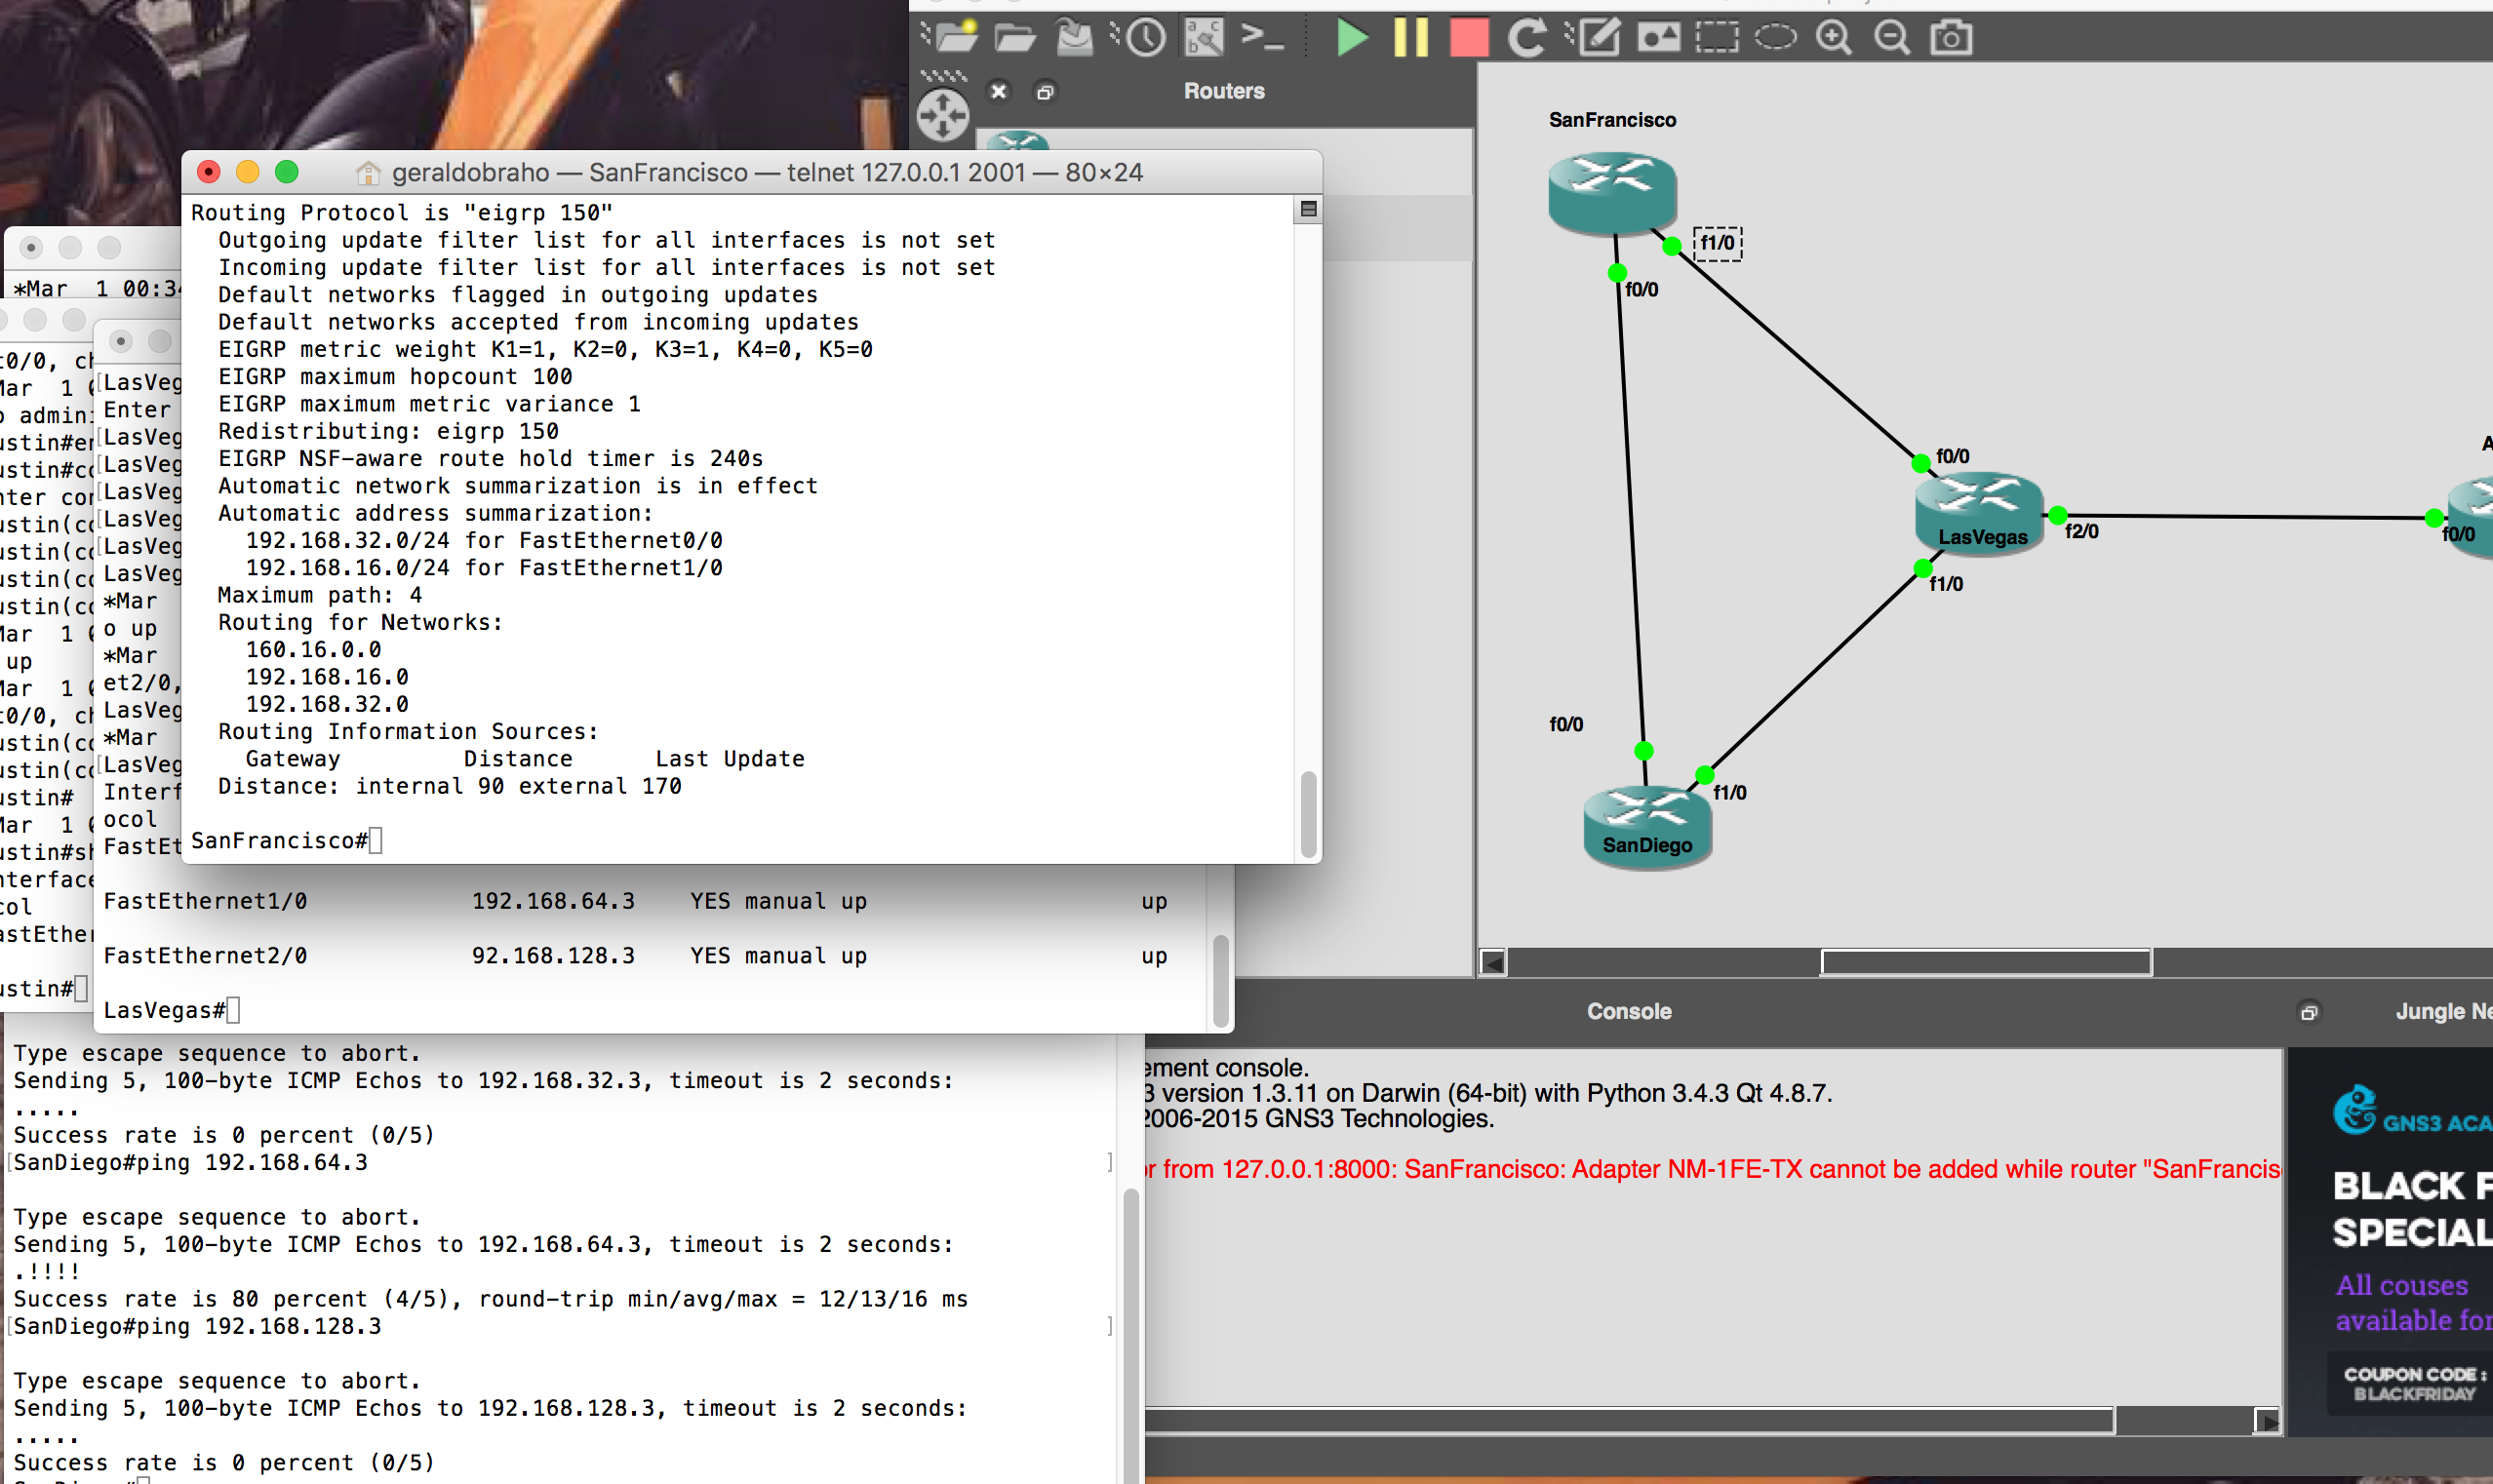 Routers
SanFrancisco
f1/0
f0/0
f0/0
LasVegas
f2/0
f0/0
f1/0
f0/0
f1/0
SanDiego
geraldobraho — SanFrancisco — telnet 127.0.0.1 2001 — 80×24
Routing Protocol is "eigrp 150"
Outgoing update filter list for all interfaces is not set
Incoming update filter list for all interfaces is not set
Default networks flagged in outgoing updates
Default networks accepted from incoming updates
EIGRP metric weight K1=1, K2=0, K3=1, K4=0, K5=0
EIGRP maximum hopcount 100
EIGRP maximum metric variance 1
Redistributing: eigrp 150
EIGRP NSF-aware route hold timer is 240s
Automatic network summarization is in effect
Automatic address summarization:
192.168.32.0/24 for FastEthernet0/0
192.168.16.0/24 for FastEthernet1/0
Maximum path: 4
Routing for Networks:
160.16.0.0
192.168.16.0
192.168.32.0
Routing Information Sources:
Gateway Distance Last Update
Distance: internal 90 external 170
SanFrancisco#
*Mar 1 00:34
t0/0, ch
Mar 1 0
o admin
ustin#en
ustin#co
nter con
ustin(co
ustin(co
ustin(co
ustin(co
Mar 1 0
up
Mar 1 0
t0/0, ch
ustin(co
ustin(co
ustin#
Mar 1 0
ustin#sh
nterface
col
astEther
ustin#
[LasVeg
Enter
[LasVeg
[LasVeg
[LasVeg
[LasVeg
[LasVeg
LasVeg
*Mar
o up
*Mar
et2/0,
LasVeg
*Mar
[LasVeg
Interf
ocol
FastEt
FastEthernet1/0 192.168.64.3 YES manual up up
FastEthernet2/0 92.168.128.3 YES manual up up
LasVegas#
Type escape sequence to abort.
Sending 5, 100-byte ICMP Echos to 192.168.32.3, timeout is 2 seconds:
.....
Success rate is 0 percent (0/5)
[SanDiego#ping 192.168.64.3 ]
Type escape sequence to abort.
Sending 5, 100-byte ICMP Echos to 192.168.64.3, timeout is 2 seconds:
.!!!!
Success rate is 80 percent (4/5), round-trip min/avg/max = 12/13/16 ms
[SanDiego#ping 192.168.128.3 ]
Type escape sequence to abort.
Sending 5, 100-byte ICMP Echos to 192.168.128.3, timeout is 2 seconds:
.....
Success rate is 0 percent (0/5)
Console
Jungle Ne
ement console.
3 version 1.3.11 on Darwin (64-bit) with Python 3.4.3 Qt 4.8.7.
2006-2015 GNS3 Technologies.
or from 127.0.0.1:8000: SanFrancisco: Adapter NM-1FE-TX cannot be added while router "SanFrancis
GNS3 ACA
BLACK F
SPECIAL
All couses
available for
COUPON CODE :
BLACKFRIDAY